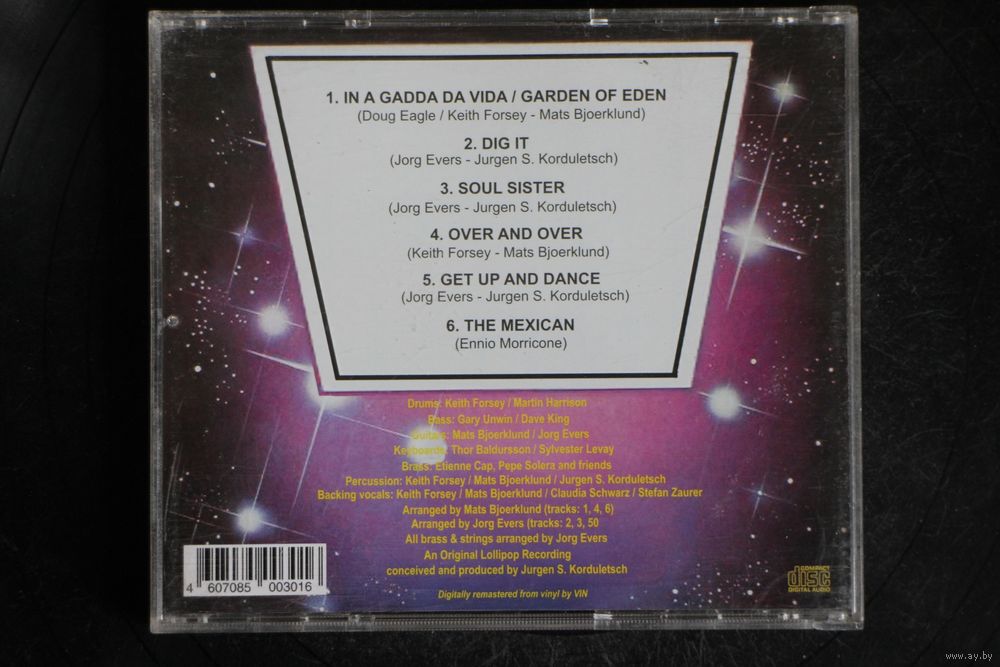 1. IN A GADDA DA VIDA / GARDEN OF EDEN
(Doug Eagle / Keith Forsey - Mats Bjoerklund)
2. DIG IT
(Jorg Evers - Jurgen S. Korduletsch)
3. SOUL SISTER
(Jorg Evers - Jurgen S. Korduletsch)
4. OVER AND OVER
(Keith Forsey - Mats Bjoerklund)
5. GET UP AND DANCE
(Jorg Evers - Jurgen S. Korduletsch)
6. THE MEXICAN
(Ennio Morricone)
Drums: Keith Forsey / Martin Harrison
Bass: Gary Unwin / Dave King
Guitars: Mats Bjoerklund / Jorg Evers
Keyboards: Thor Baldursson / Sylvester Levay
Brass: Etienne Cap, Pepe Solera and friends
Percussion: Keith Forsey / Mats Bjoerklund / Jurgen S. Korduletsch
Backing vocals: Keith Forsey / Mats Bjoerklund / Claudia Schwarz / Stefan Zaurer
Arranged by Mats Bjoerklund (tracks: 1, 4, 6)
Arranged by Jorg Evers (tracks: 2, 3, 50
All brass & strings arranged by Jorg Evers
An Original Lollipop Recording
conceived and produced by Jurgen S. Korduletsch
Digitally remastered from vinyl by VIN
4 607085 003016
COMPACT
disc
DIGITAL AUDIO
www.ay.by